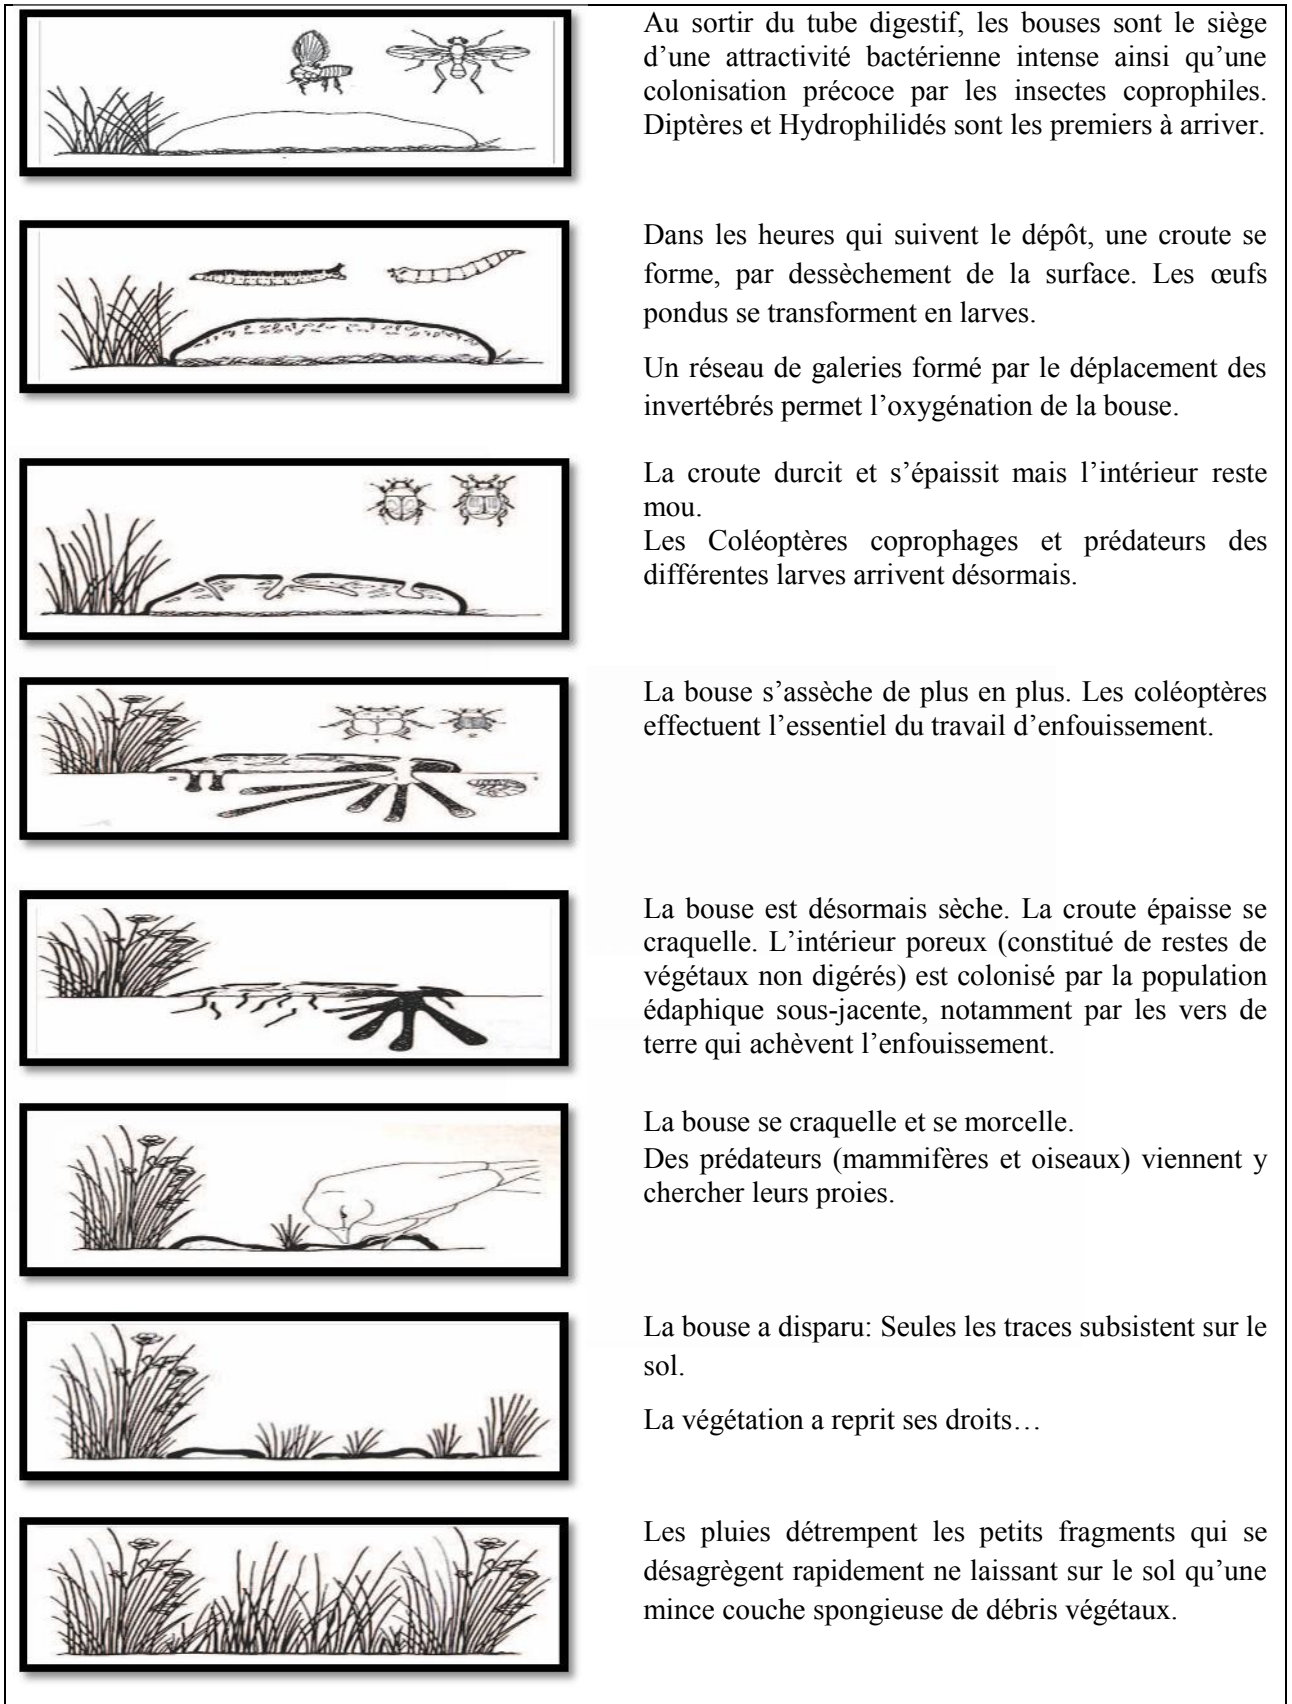 Au sortir du tube digestif, les bouses sont le siège
d’une attractivité bactérienne intense ainsi qu’une
colonisation précoce par les insectes coprophiles.
Diptères et Hydrophilidés sont les premiers à arriver.
Dans les heures qui suivent le dépôt, une croute se
forme, par dessèchement de la surface. Les œufs
pondus se transforment en larves.
Un réseau de galeries formé par le déplacement des
invertébrés permet l’oxygénation de la bouse.
La croute durcit et s’épaissit mais l’intérieur reste
mou.
Les Coléoptères coprophages et prédateurs des
différentes larves arrivent désormais.
La bouse s’assèche de plus en plus. Les coléoptères
effectuent l’essentiel du travail d’enfouissement.
La bouse est désormais sèche. La croute épaisse se
craquelle. L’intérieur poreux (constitué de restes de
végétaux non digérés) est colonisé par la population
édaphique sous-jacente, notamment par les vers de
terre qui achèvent l’enfouissement.
La bouse se craquelle et se morcelle.
Des prédateurs (mammifères et oiseaux) viennent y
chercher leurs proies.
La bouse a disparu: Seules les traces subsistent sur le
sol.
La végétation a reprit ses droits…
Les pluies détrempent les petits fragments qui se
désagrègent rapidement ne laissant sur le sol qu’une
mince couche spongieuse de débris végétaux.